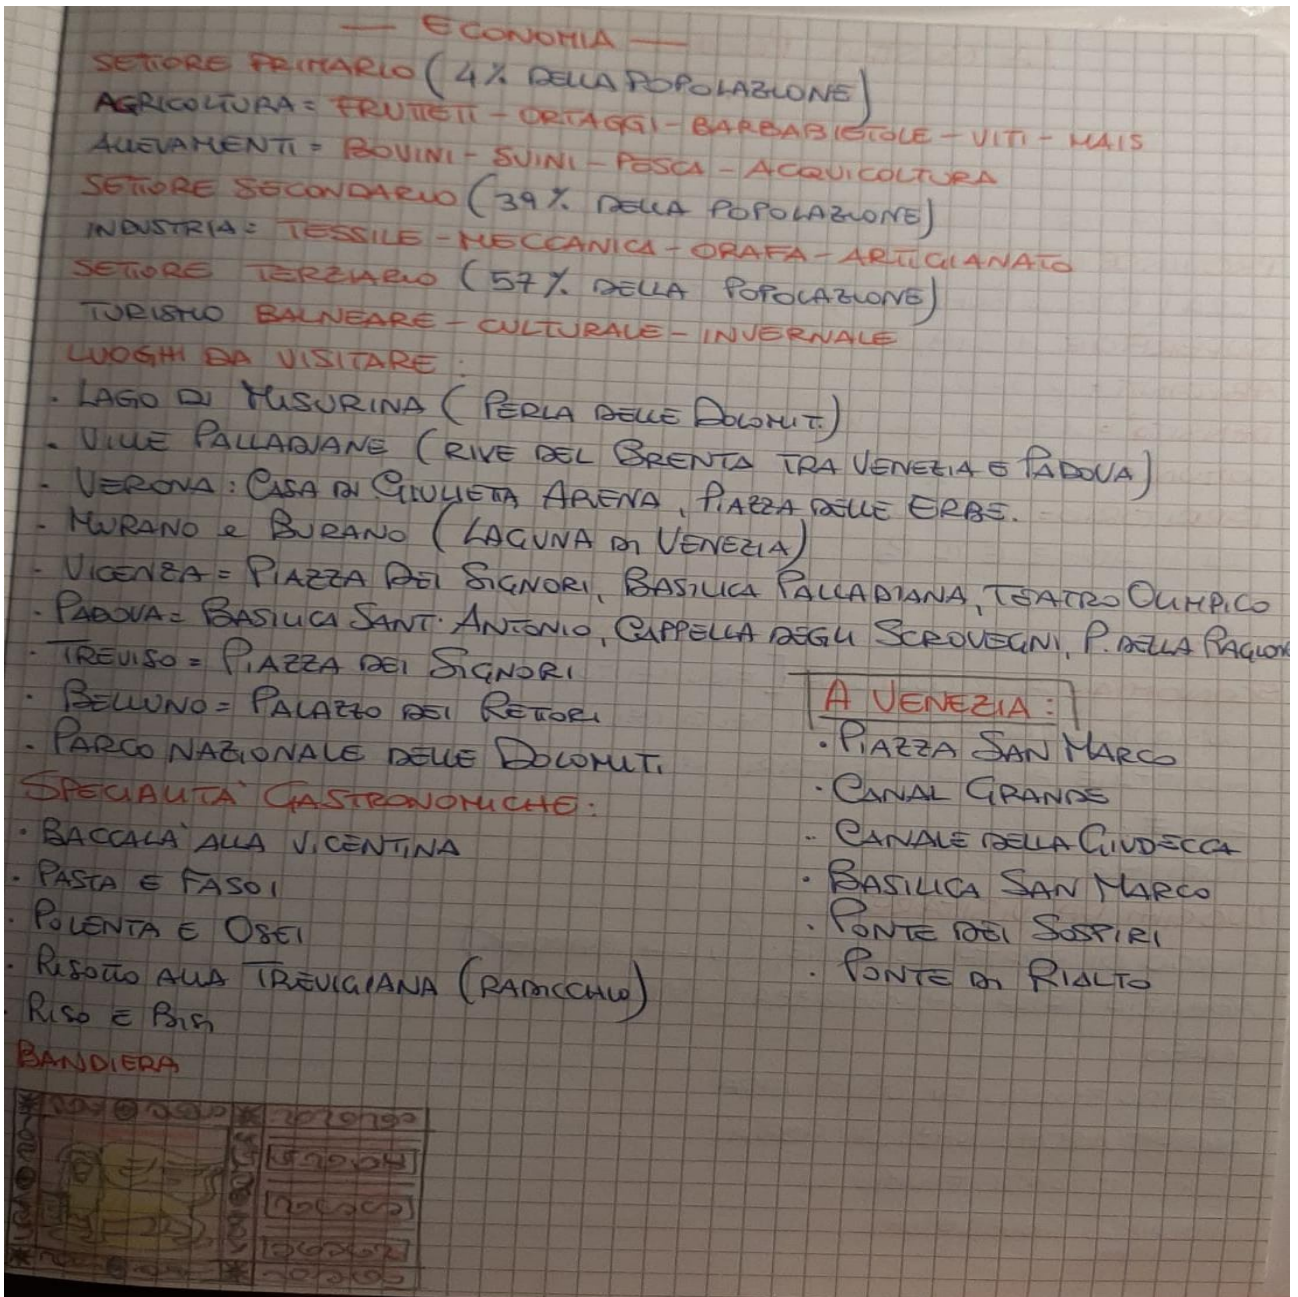 — ECONOMIA —
SETTORE PRIMARIO (4% DELLA POPOLAZIONE)
AGRICOLTURA = FRUTTETI - ORTAGGI - BARBABIETOLE - VITI - MAIS
ALLEVAMENTI = BOVINI - SUINI - PESCA - ACQUICOLTURA
SETTORE SECONDARIO (39% DELLA POPOLAZIONE)
INDUSTRIA = TESSILE - MECCANICA - ORAFA - ARTIGIANATO
SETTORE TERZIARIO (57% DELLA POPOLAZIONE)
TURISMO BALNEARE - CULTURALE - INVERNALE
LUOGHI DA VISITARE :
. LAGO DI MISURINA (PERLA DELLE DOLOMITI)
. VILLE PALLADIANE (RIVE DEL BRENTA TRA VENEZIA E PADOVA)
. VERONA : CASA DI GIULIETTA ARENA, PIAZZA DELLE ERBE.
. MURANO e BURANO (LAGUNA DI VENEZIA)
. VICENZA = PIAZZA DEI SIGNORI, BASILICA PALLADIANA, TEATRO OLIMPICO
. PADOVA = BASILICA SANT. ANTONIO, CAPPELLA DEGLI SCROVEGNI, P. DELLA RAGIONE
. TREVISO = PIAZZA DEI SIGNORI
. BELLUNO = PALAZZO DEI RETTORI
. PARCO NAZIONALE DELLE DOLOMITI
SPECIALITA' GASTRONOMICHE :
. BACCALA' ALLA VICENTINA
. PASTA E FASOI
. POLENTA E OSEI
. RISOTTO ALLA TREVIGIANA (RADICCHIO)
. RISO E BISI
BANDIERA
A VENEZIA :
. PIAZZA SAN MARCO
. CANAL GRANDE
. CANALE DELLA GIUDECCA
. BASILICA SAN MARCO
. PONTE DEI SOSPIRI
. PONTE DI RIALTO